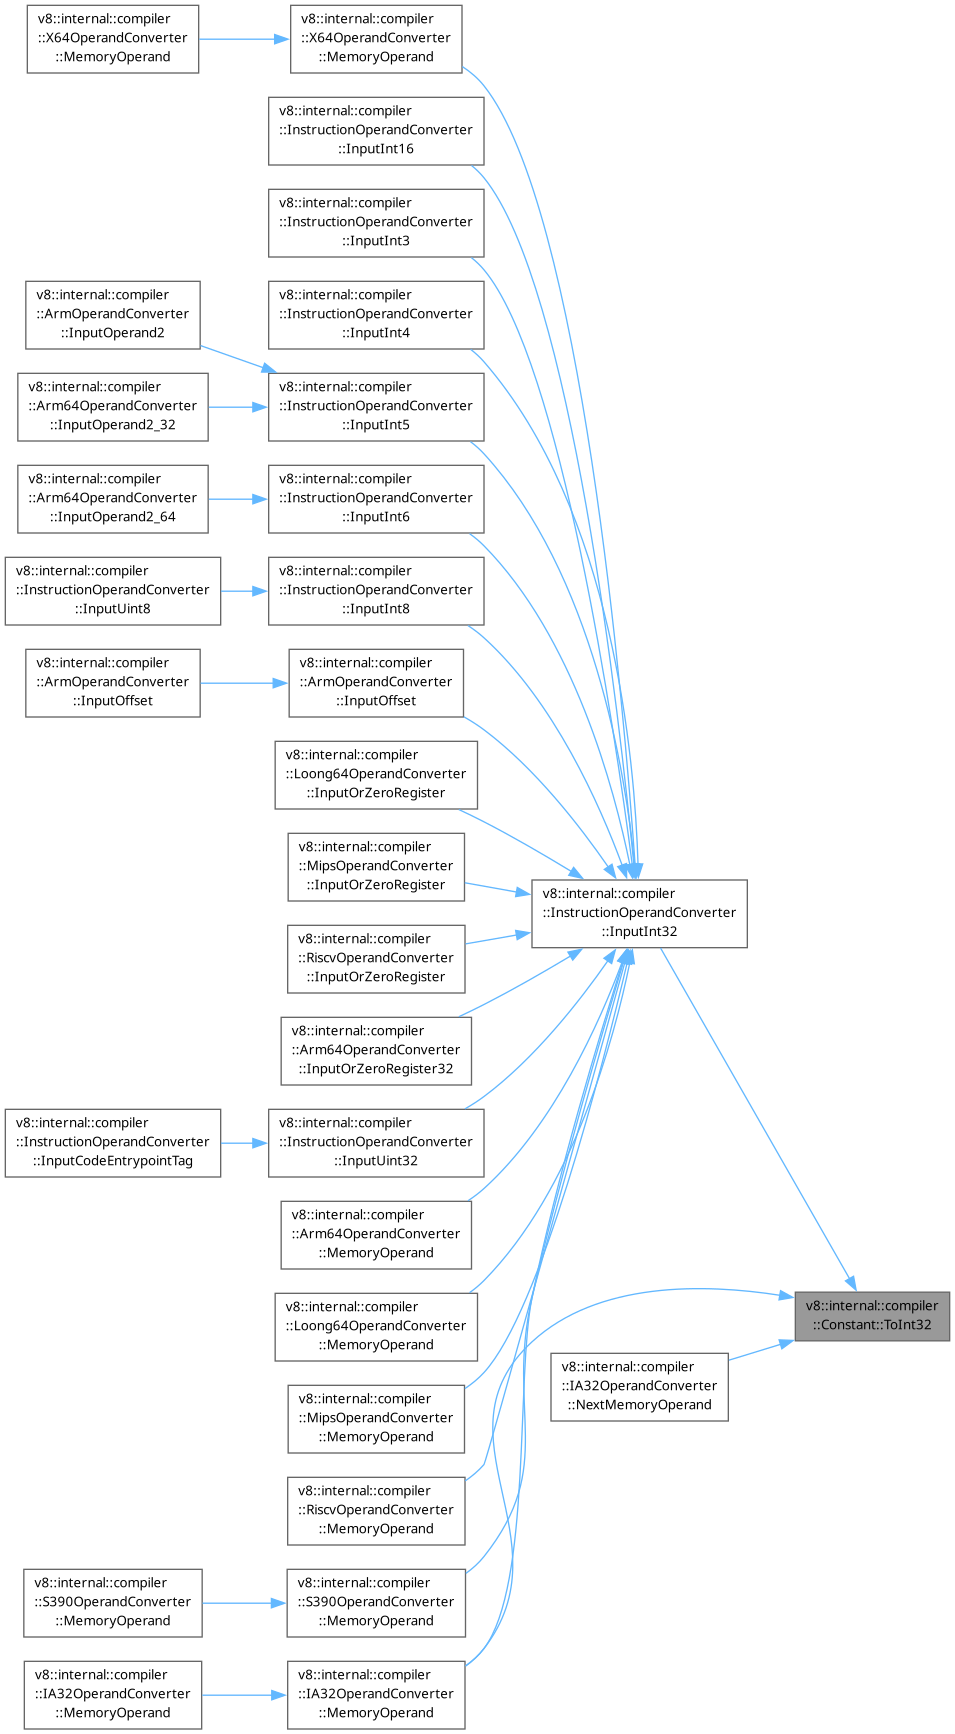 v8::internal::compiler
::X64OperandConverter
::MemoryOperand
v8::internal::compiler
::X64OperandConverter
::MemoryOperand
v8::internal::compiler
::InstructionOperandConverter
::InputInt16
v8::internal::compiler
::InstructionOperandConverter
::InputInt3
v8::internal::compiler
::ArmOperandConverter
::InputOperand2
v8::internal::compiler
::InstructionOperandConverter
::InputInt4
v8::internal::compiler
::Arm64OperandConverter
::InputOperand2_32
v8::internal::compiler
::InstructionOperandConverter
::InputInt5
v8::internal::compiler
::Arm64OperandConverter
::InputOperand2_64
v8::internal::compiler
::InstructionOperandConverter
::InputInt6
v8::internal::compiler
::InstructionOperandConverter
::InputUint8
v8::internal::compiler
::InstructionOperandConverter
::InputInt8
v8::internal::compiler
::ArmOperandConverter
::InputOffset
v8::internal::compiler
::ArmOperandConverter
::InputOffset
v8::internal::compiler
::Loong64OperandConverter
::InputOrZeroRegister
v8::internal::compiler
::MipsOperandConverter
::InputOrZeroRegister
v8::internal::compiler
::InstructionOperandConverter
::InputInt32
v8::internal::compiler
::RiscvOperandConverter
::InputOrZeroRegister
v8::internal::compiler
::Arm64OperandConverter
::InputOrZeroRegister32
v8::internal::compiler
::InstructionOperandConverter
::InputCodeEntrypointTag
v8::internal::compiler
::InstructionOperandConverter
::InputUint32
v8::internal::compiler
::Arm64OperandConverter
::MemoryOperand
v8::internal::compiler
::Loong64OperandConverter
::MemoryOperand
v8::internal::compiler
::Constant::ToInt32
v8::internal::compiler
::IA32OperandConverter
::NextMemoryOperand
v8::internal::compiler
::MipsOperandConverter
::MemoryOperand
v8::internal::compiler
::RiscvOperandConverter
::MemoryOperand
v8::internal::compiler
::S390OperandConverter
::MemoryOperand
v8::internal::compiler
::S390OperandConverter
::MemoryOperand
v8::internal::compiler
::IA32OperandConverter
::MemoryOperand
v8::internal::compiler
::IA32OperandConverter
::MemoryOperand